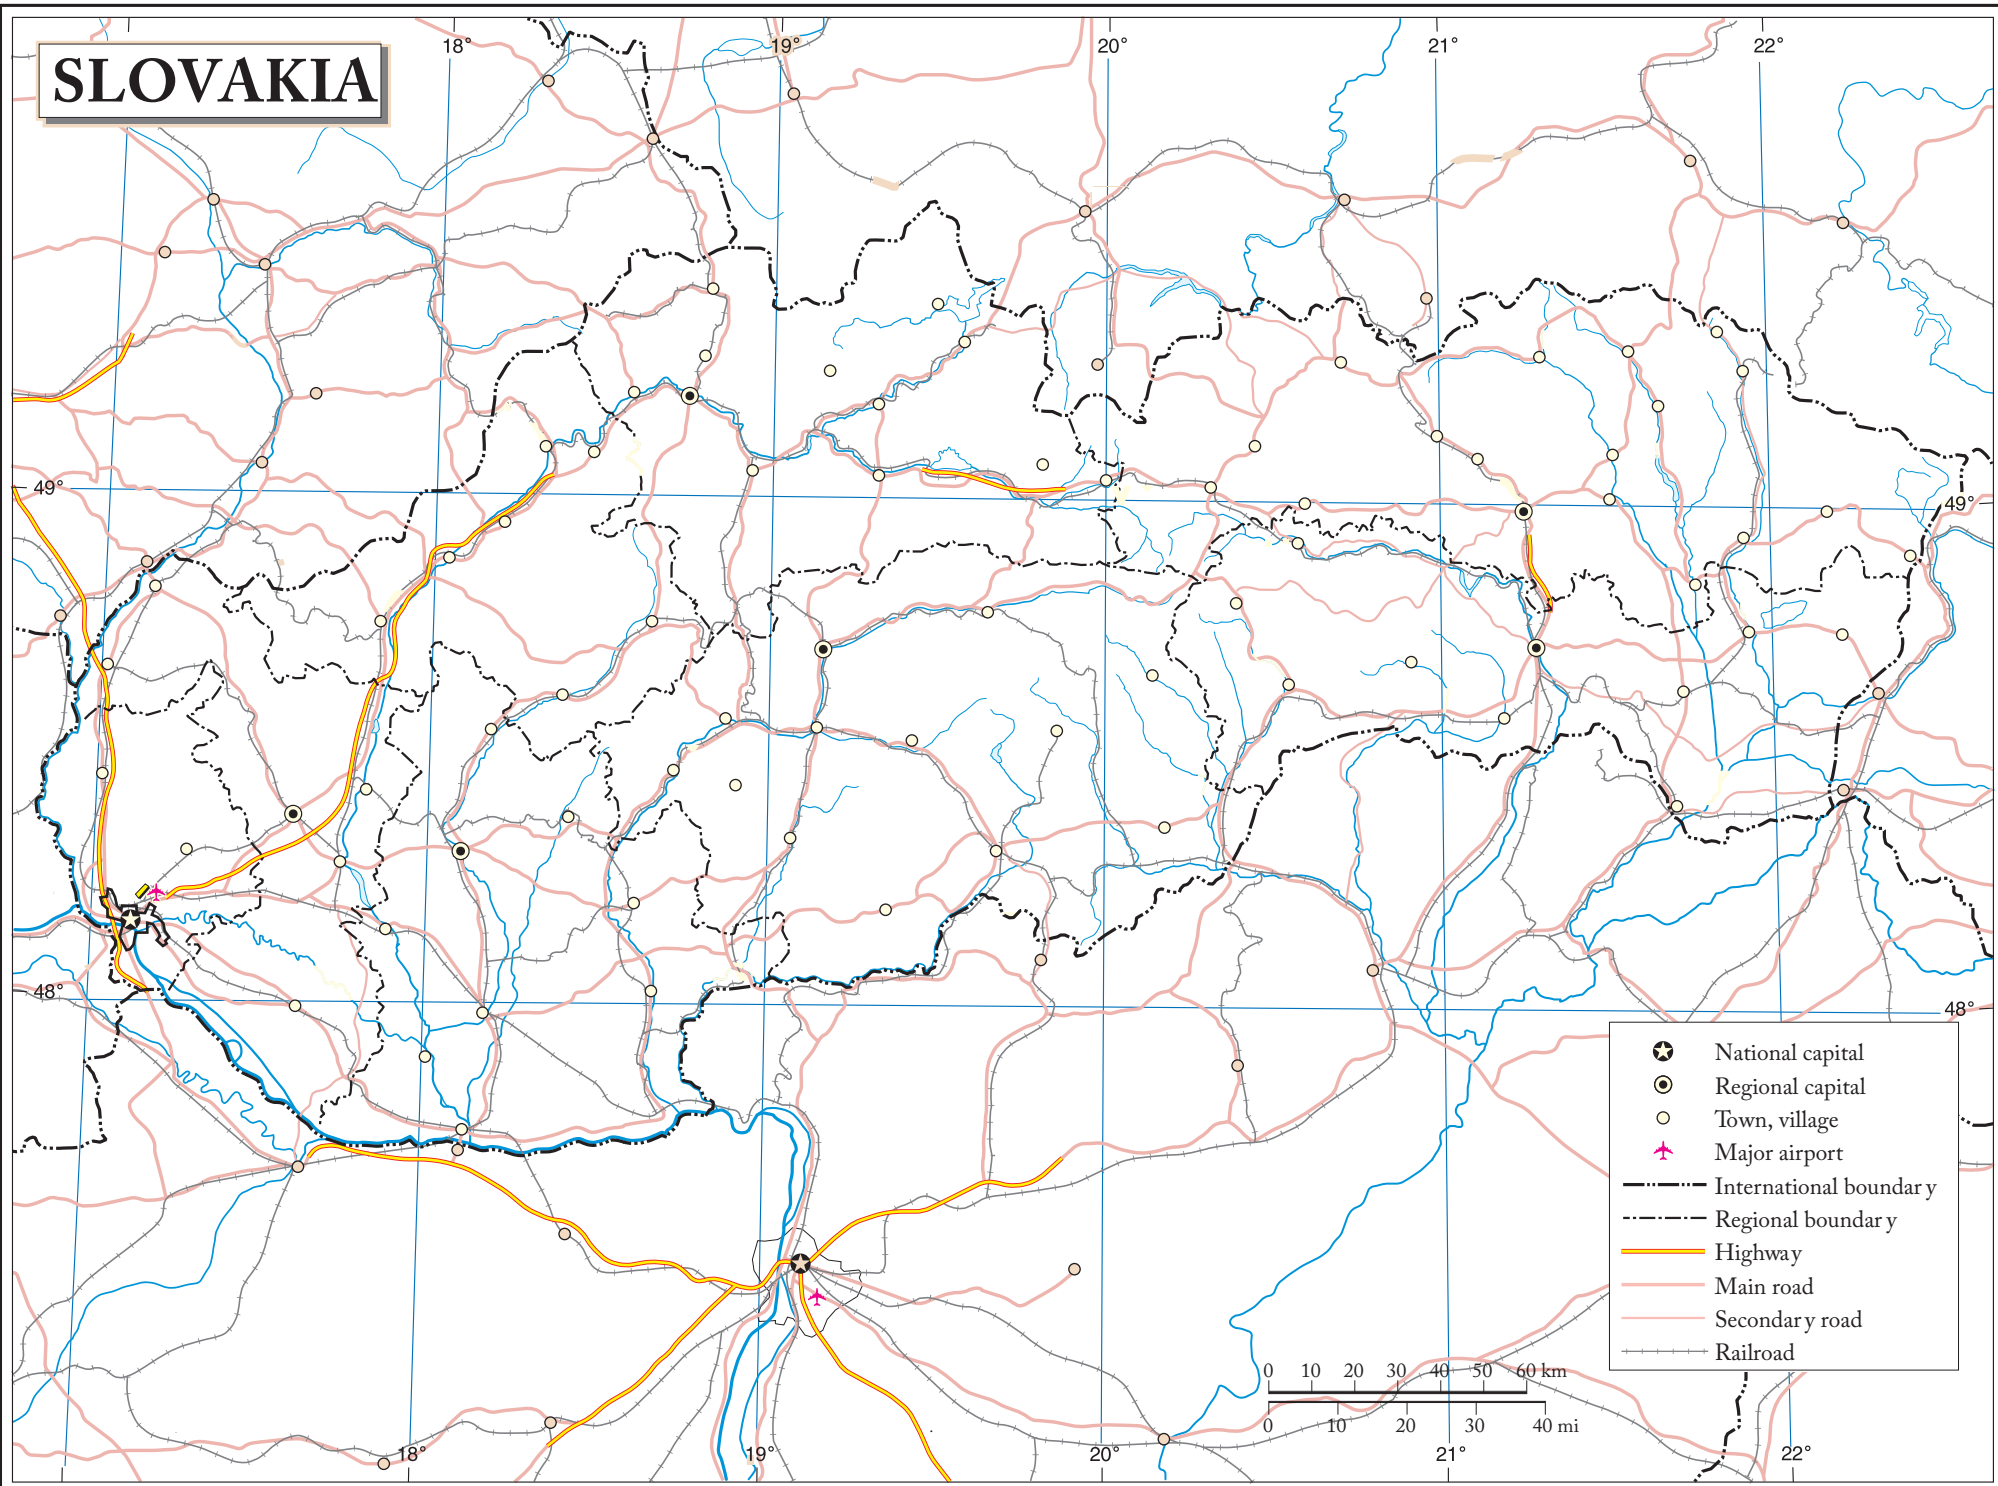 SLOVAKIA
18°
19°
20°
21°
22°
49°
49°
48°
48°
National capital
Regional capital
Town, village
Major airport
International boundary
Regional boundary
Highway
Main road
Secondary road
Railroad
0 10 20 30 40 50 60 km
0 10 20 30 40 mi
18°
19°
20°
21°
22°